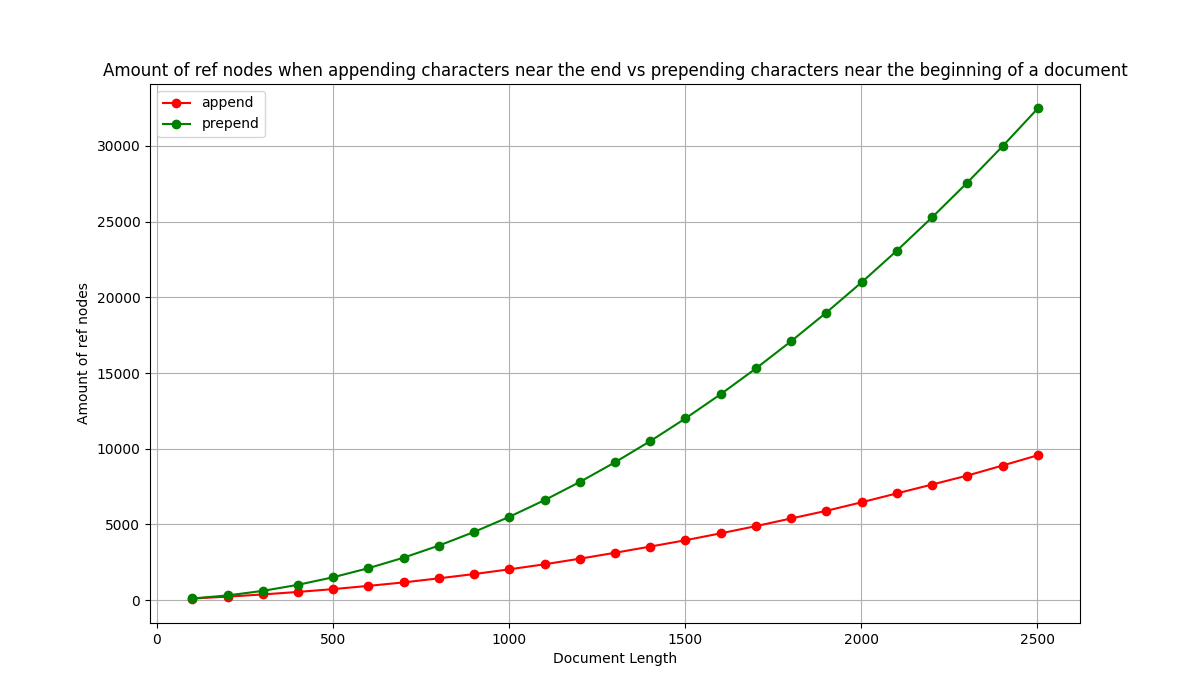 Amount of ref nodes when appending characters near the end vs prepending characters near the beginning of a document
append
prepend
30000
25000
20000
15000
10000
5000
0
Amount of ref nodes
0 500 1000 1500 2000 2500
Document Length